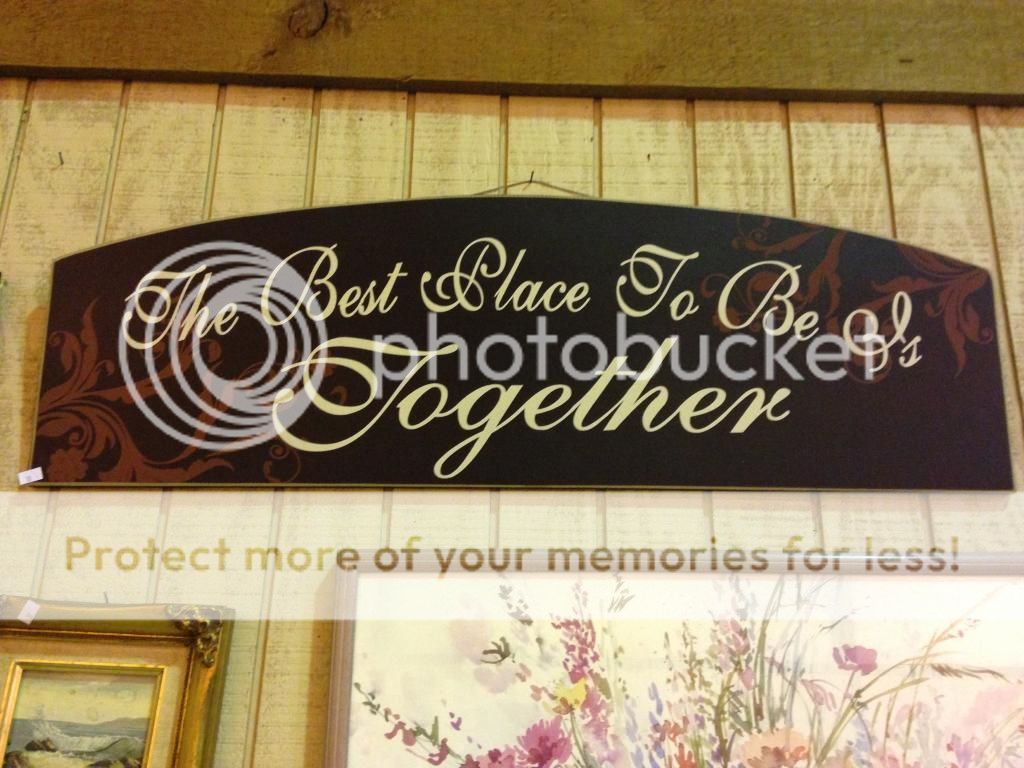 The Best Place To Be Is
Together
photobucket
Protect more of your memories for less!